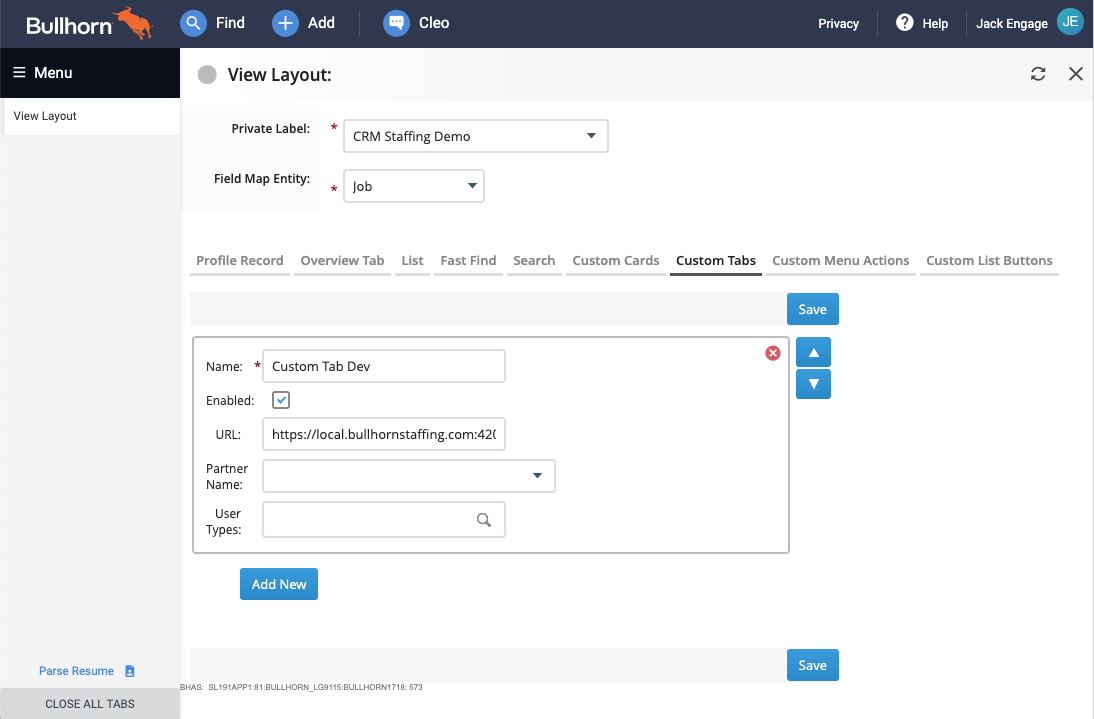 Bullhorn Find Add Cleo Privacy Help Jack Engage JE
Menu
View Layout
View Layout:
Private Label: * CRM Staffing Demo
Field Map Entity: * Job
Profile Record Overview Tab List Fast Find Search Custom Cards Custom Tabs Custom Menu Actions Custom List Buttons
Save
Name: * Custom Tab Dev
Enabled:
URL: https://local.bullhornstaffing.com:420
Partner
Name:
User
Types:
Add New
Save
Parse Resume
BHAS: SL191APP1:81:BULLHORN_LG9115:BULLHORN1718: 573
CLOSE ALL TABS